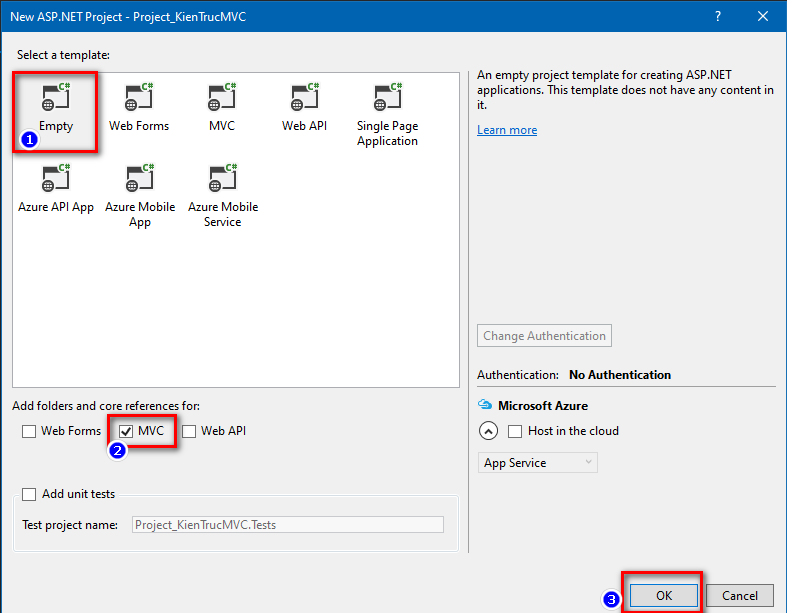 New ASP.NET Project - Project_KienTrucMVC
?
Select a template:
C# C# C# C# C#
Empty Web Forms MVC Web API Single Page
Application
1
C# C# C#
Azure API App Azure Mobile Azure Mobile
App Service
An empty project template for creating ASP.NET
applications. This template does not have any content in
it.
Learn more
Change Authentication
Authentication: No Authentication
Microsoft Azure
Host in the cloud
App Service
Add folders and core references for:
Web Forms MVC Web API
2
Add unit tests
Test project name: Project_KienTrucMVC.Tests
3 OK Cancel